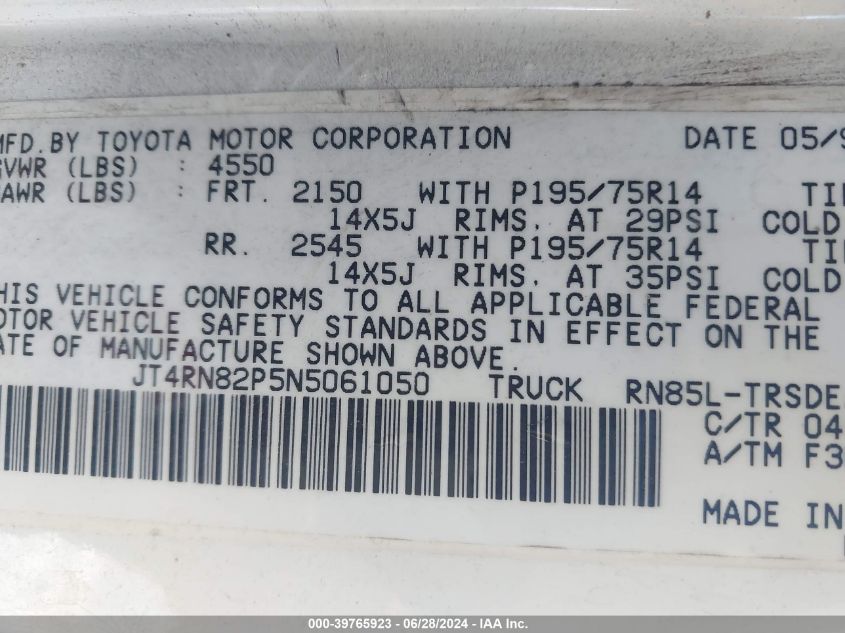 MFD. BY TOYOTA MOTOR CORPORATION DATE 05/9
GVWR (LBS) : 4550
GAWR (LBS) : FRT. 2150 WITH P195/75R14 TI
14X5J RIMS. AT 29PSI COLD
RR. 2545 WITH P195/75R14 TI
14X5J RIMS. AT 35PSI COLD
HIS VEHICLE CONFORMS TO ALL APPLICABLE FEDERAL
OTOR VEHICLE SAFETY STANDARDS IN EFFECT ON THE
ATE OF MANUFACTURE SHOWN ABOVE.
JT4RN82P5N5061050 TRUCK RN85L-TRSDE
C/TR 04
A/TM F3
MADE IN
000-39765923 / 06/28/2024 - IAA Inc.